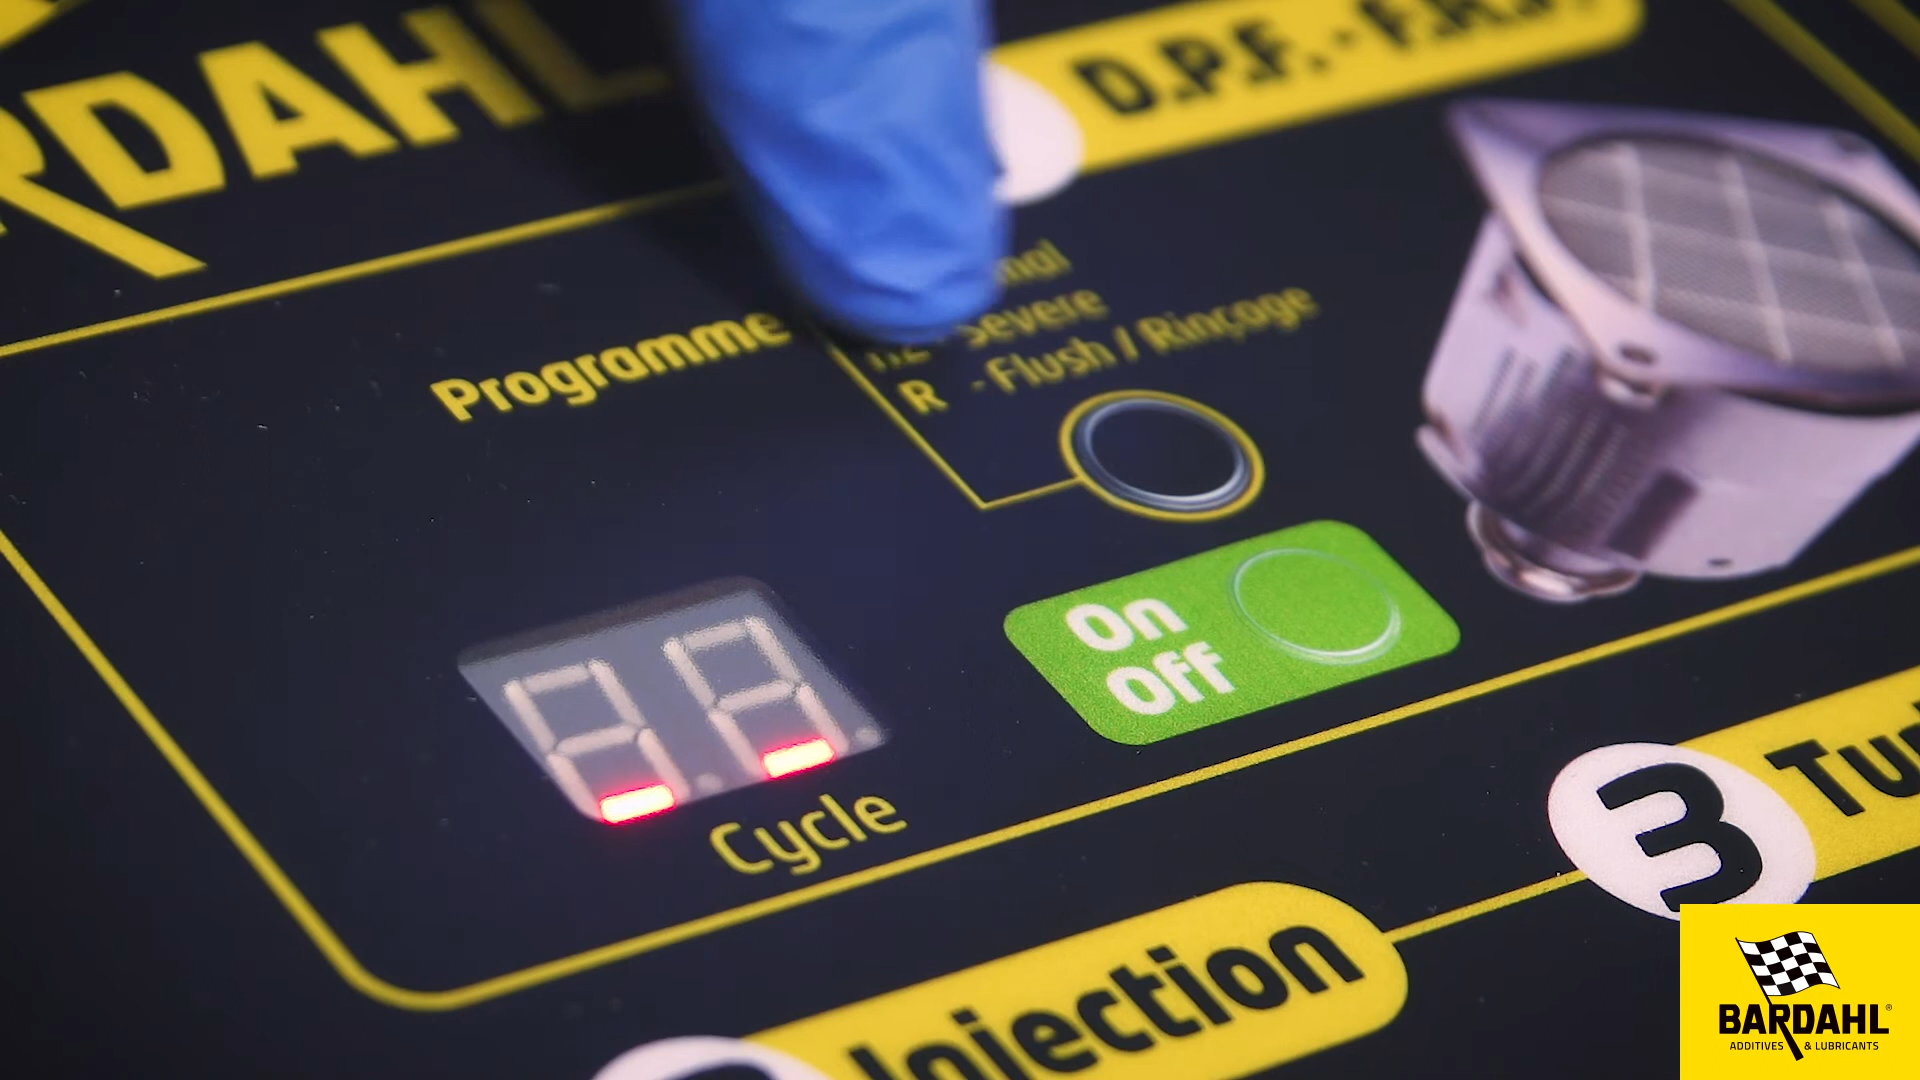 RDAHL
D.P.F. - F.A.P.
Programme
Severe
R - Flush / Rinçage
On
Off
Cycle
3
Injection
BARDAHL®
ADDITIVES & LUBRICANTS